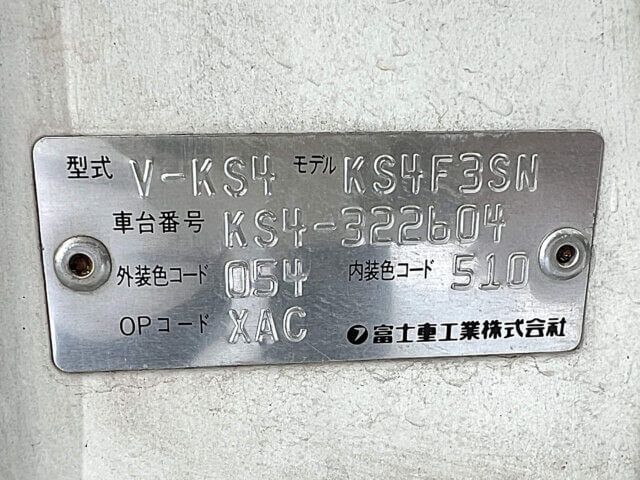 型式 V-KS4 モデル KS4F3SN
車台番号 KS4-322604
外装色コード 054 内装色コード 510
OPコード XAC 富士重工業株式会社